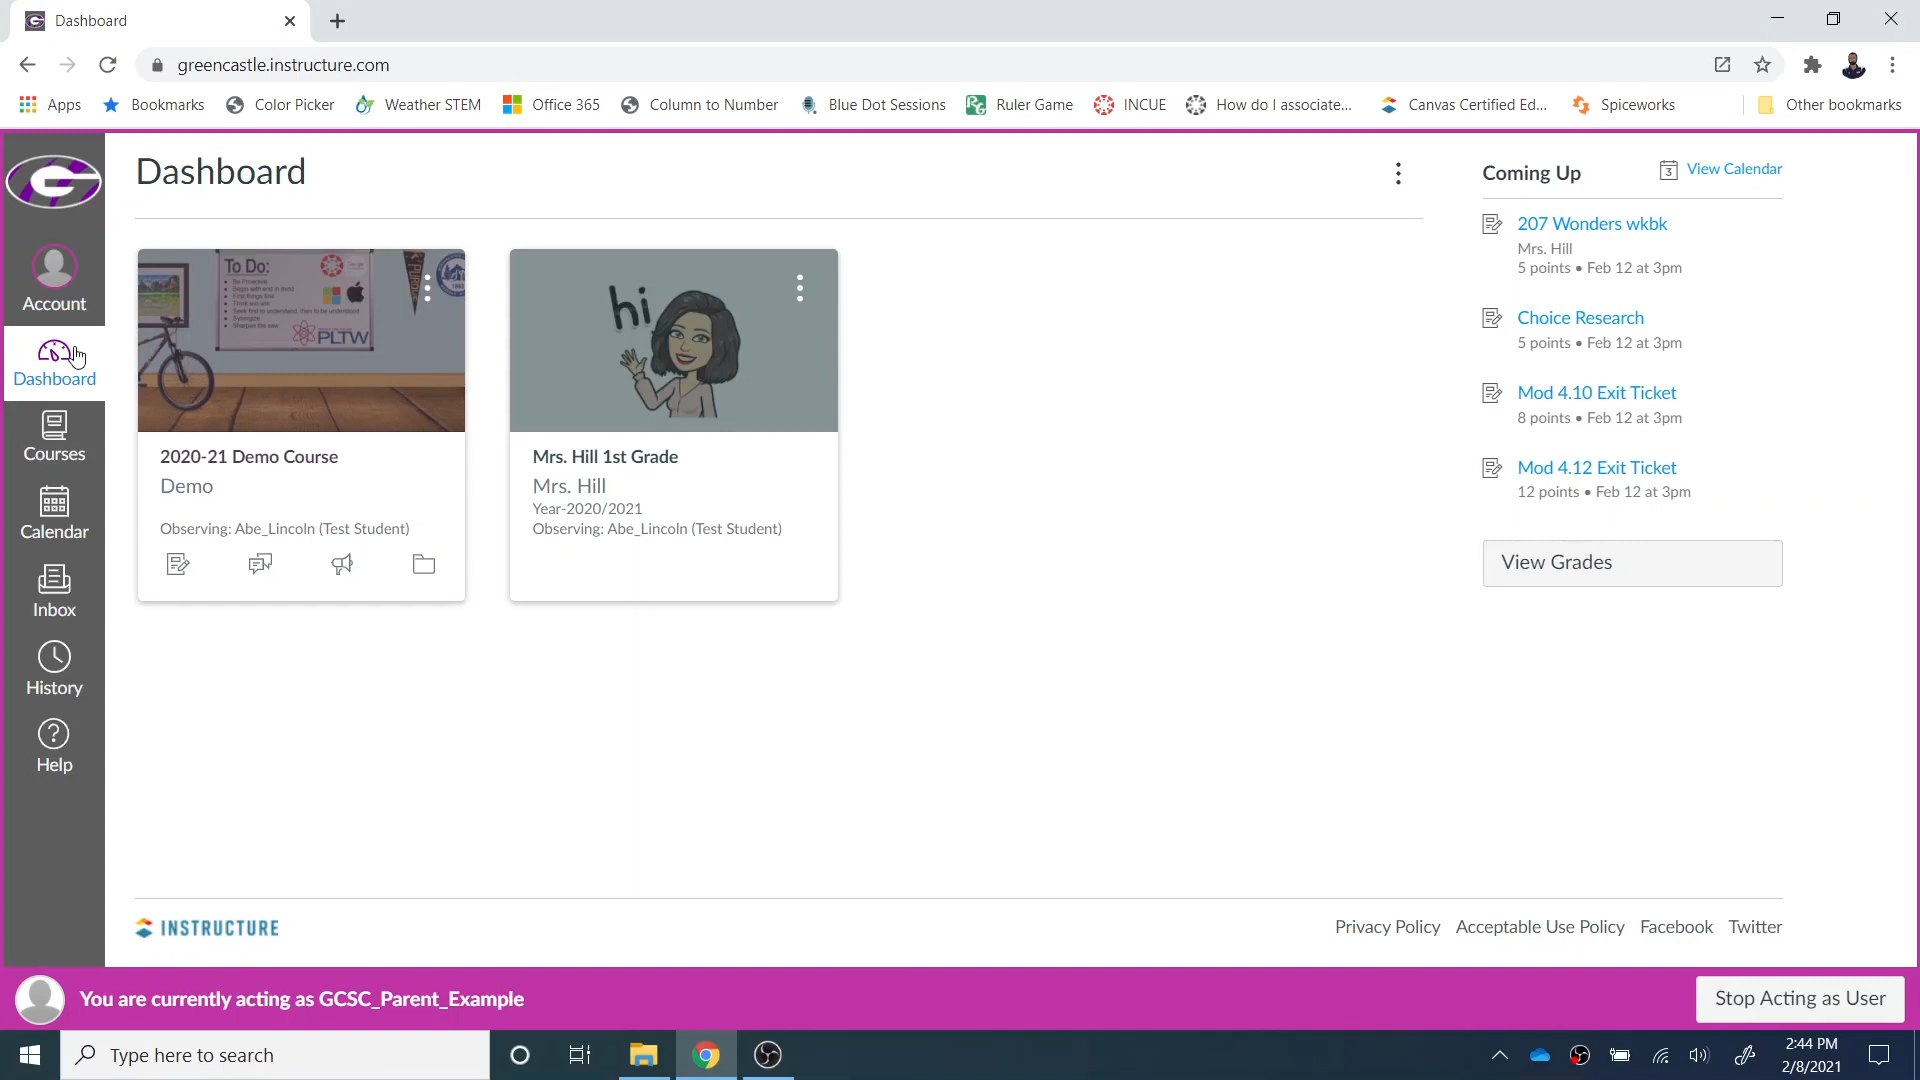 Dashboard
greencastle.instructure.com
Apps
Bookmarks
Color Picker
Weather STEM
Office 365
Column to Number
Blue Dot Sessions
Ruler Game
INCUE
How do I associate...
Canvas Certified Ed...
Spiceworks
Other bookmarks
G
Account
Dashboard
Courses
Calendar
Inbox
History
Help
Dashboard
To Do:
PLTW
2020-21 Demo Course
Demo
Observing: Abe_Lincoln (Test Student)
hi
Mrs. Hill 1st Grade
Mrs. Hill
Year-2020/2021
Observing: Abe_Lincoln (Test Student)
Coming Up
3
View Calendar
207 Wonders wkbk
Mrs. Hill
5 points • Feb 12 at 3pm
Choice Research
5 points • Feb 12 at 3pm
Mod 4.10 Exit Ticket
8 points • Feb 12 at 3pm
Mod 4.12 Exit Ticket
12 points • Feb 12 at 3pm
View Grades
INSTRUCTURE
Privacy Policy
Acceptable Use Policy
Facebook
Twitter
You are currently acting as GCSC_Parent_Example
Stop Acting as User
Type here to search
2:44 PM
2/8/2021